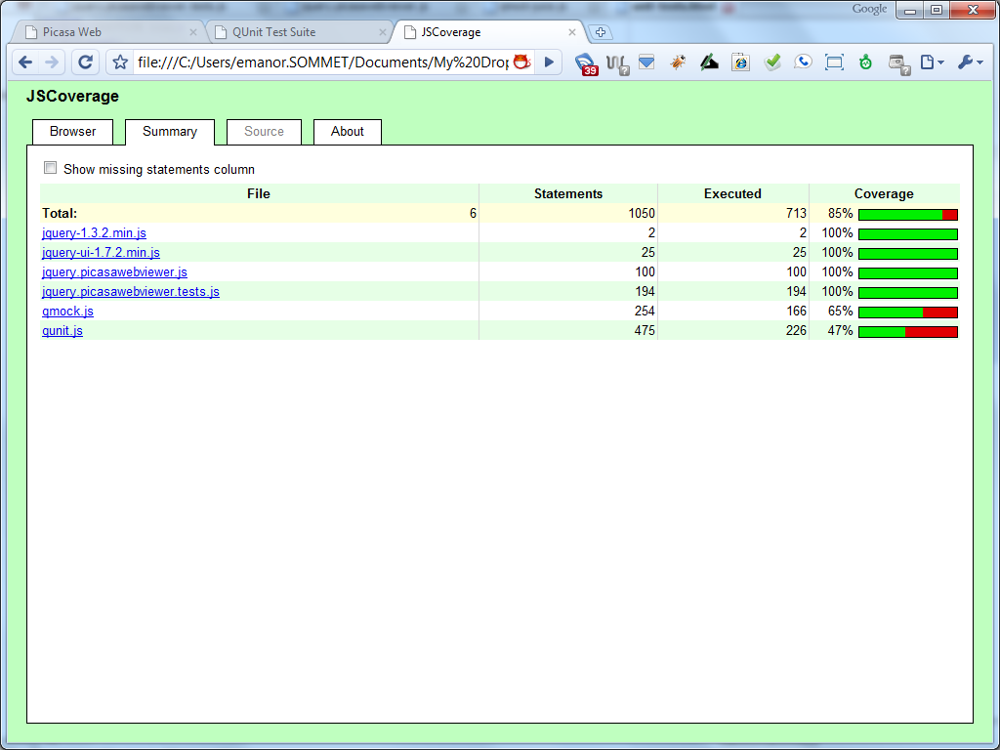 Google
Picasa Web
QUnit Test Suite
JSCoverage
file:///C:/Users/emanor.SOMMET/Documents/My%20Drop
39
JSCoverage
Browser
Summary
Source
About
Show missing statements column
File Statements Executed Coverage
Total: 6 1050 713 85%
jquery-1.3.2.min.js 2 2 100%
jquery-ui-1.7.2.min.js 25 25 100%
jquery.picasawebviewer.js 100 100 100%
jquery.picasawebviewer.tests.js 194 194 100%
qmock.js 254 166 65%
qunit.js 475 226 47%